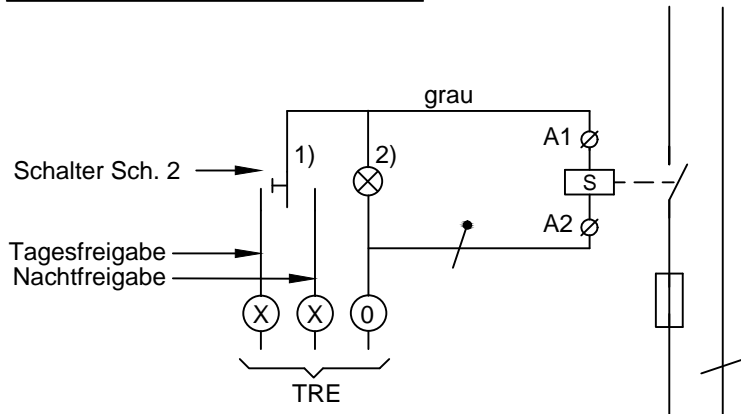 grau
1)
2)
A1
Schalter Sch. 2
S
A2
Tagesfreigabe
Nachtfreigabe
X
X
0
TRE